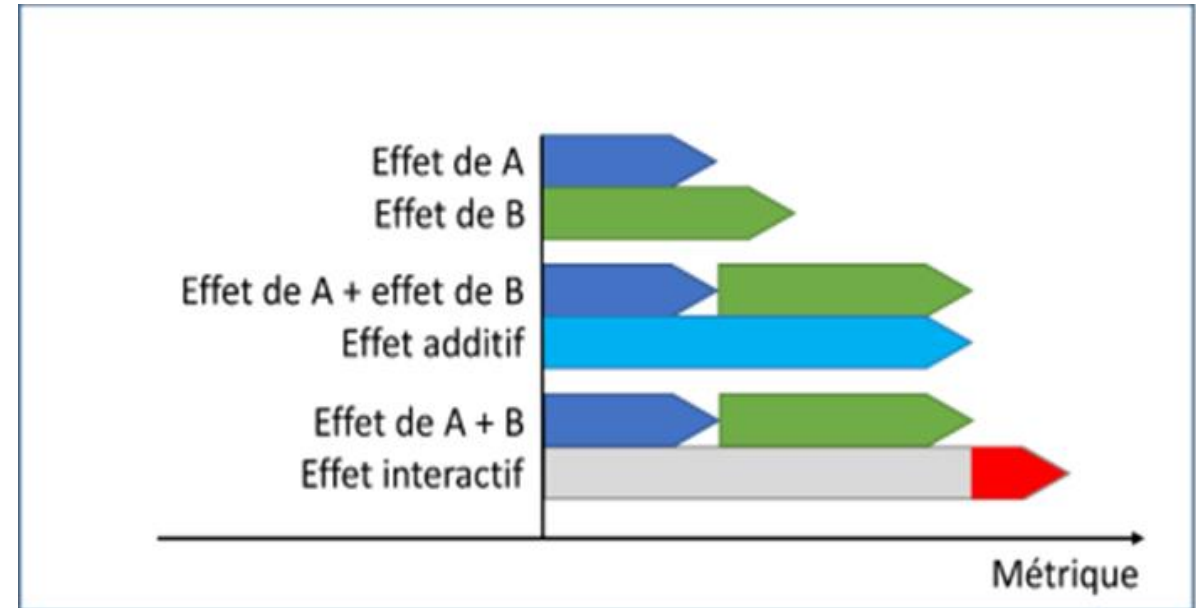 Effet de A
Effet de B
Effet de A + effet de B
Effet additif
Effet de A + B
Effet interactif
Métrique